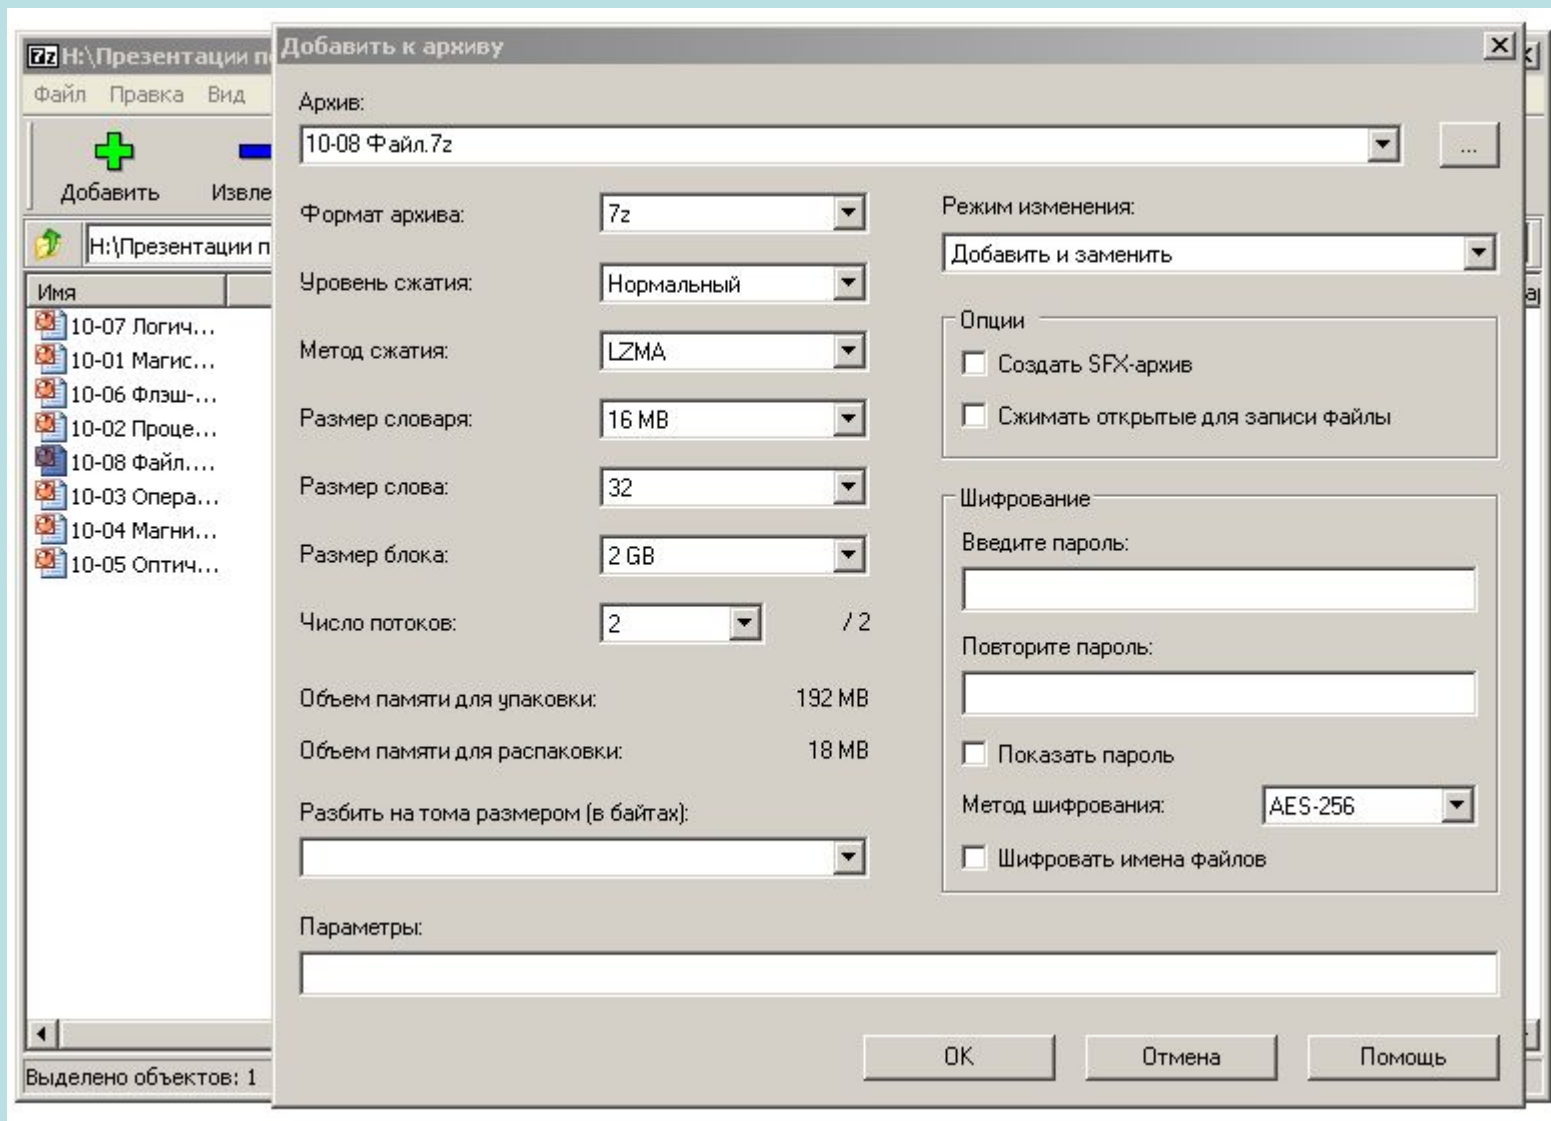 7z H:\Презентации п
Добавить к архиву
Файл Правка Вид
Добавить Извле
H:\Презентации п
Имя
10-07 Логич...
10-01 Магис...
10-06 Флэш-...
10-02 Проце...
10-08 Файл....
10-03 Опера...
10-04 Магни...
10-05 Оптич...
Выделено объектов: 1
Архив:
10-08 Файл.7z
...
Формат архива: 7z
Уровень сжатия: Нормальный
Метод сжатия: LZMA
Размер словаря: 16 MB
Размер слова: 32
Размер блока: 2 GB
Число потоков: 2 / 2
Объем памяти для упаковки: 192 MB
Объем памяти для распаковки: 18 MB
Разбить на тома размером (в байтах):
Режим изменения:
Добавить и заменить
Опции
Создать SFX-архив
Сжимать открытые для записи файлы
Шифрование
Введите пароль:
Повторите пароль:
Показать пароль
Метод шифрования: AES-256
Шифровать имена файлов
Параметры:
OK Отмена Помощь